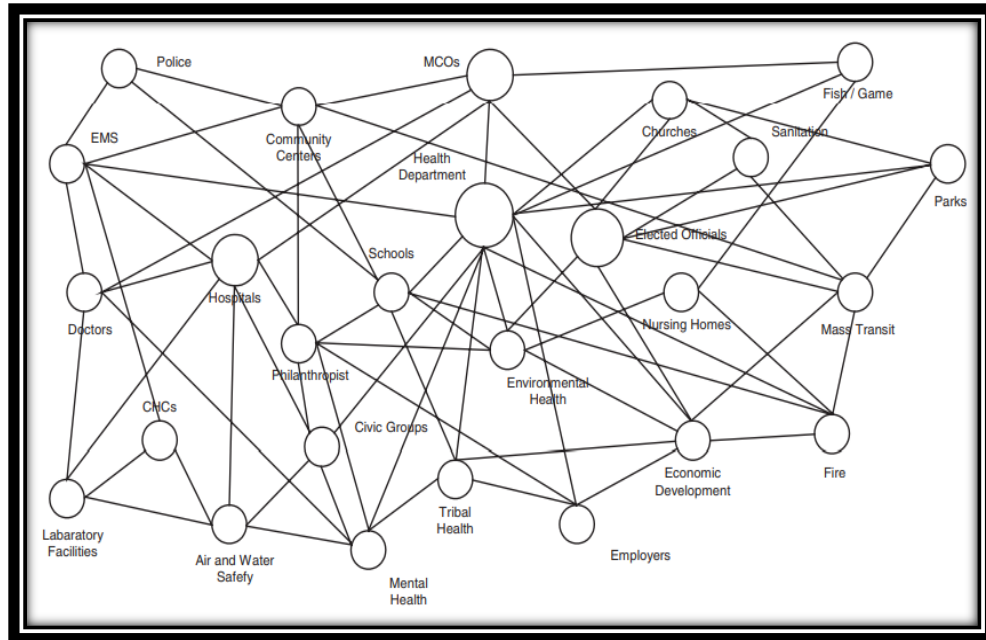 Police
MCOs
Fish / Game
EMS
Community
Centers
Churches
Sanitation
Health
Department
Parks
Schools
Elected Officials
Hospitals
Doctors
Nursing Homes
Mass Transit
Philanthropist
Environmental
Health
CHCs
Civic Groups
Economic
Development
Fire
Tribal
Health
Labaratory
Facilities
Air and Water
Safefy
Employers
Mental
Health